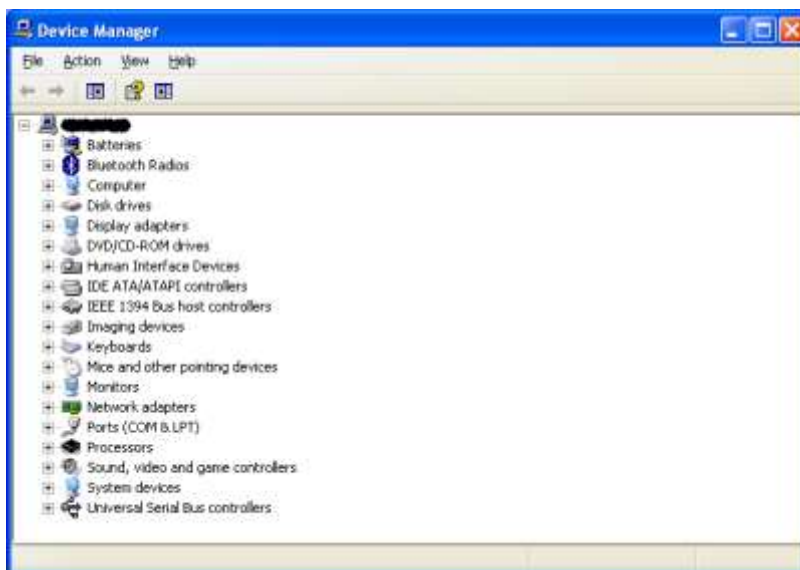 Device Manager
File Action View Help
Batteries
Bluetooth Radios
Computer
Disk drives
Display adapters
DVD/CD-ROM drives
Human Interface Devices
IDE ATA/ATAPI controllers
IEEE 1394 Bus host controllers
Imaging devices
Keyboards
Mice and other pointing devices
Monitors
Network adapters
Ports (COM & LPT)
Processors
Sound, video and game controllers
System devices
Universal Serial Bus controllers